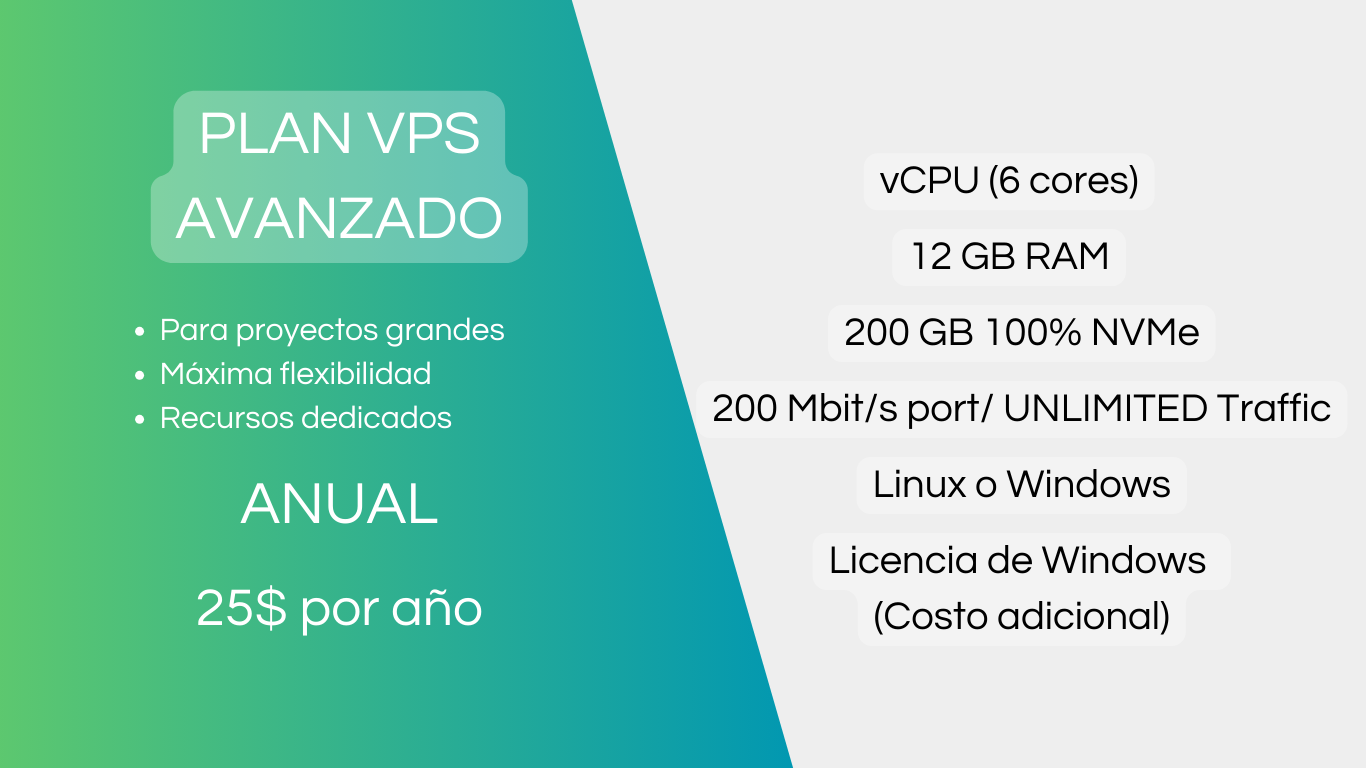 PLAN VPS
AVANZADO
• Para proyectos grandes
• Máxima flexibilidad
• Recursos dedicados
ANUAL
25$ por año
vCPU (6 cores)
12 GB RAM
200 GB 100% NVMe
200 Mbit/s port/ UNLIMITED Traffic
Linux o Windows
Licencia de Windows
(Costo adicional)